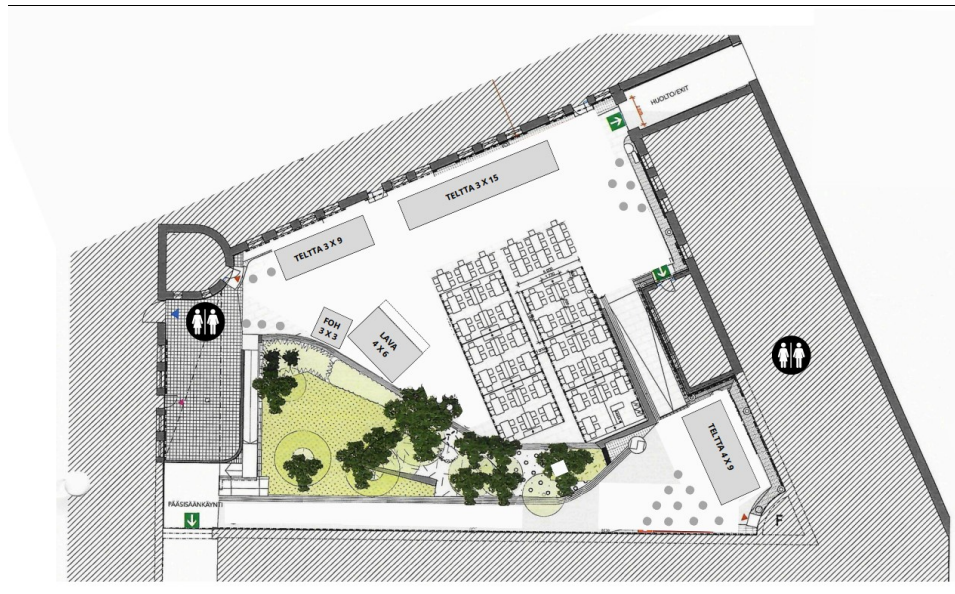 HUOLTO/EXIT
TELTTA 3 X 15
TELTTA 3 X 9
FOH
3 X 3
LAVA
4 X 6
TELTTA 4 X 9
PÄÄSISÄÄNKÄYNTI
F